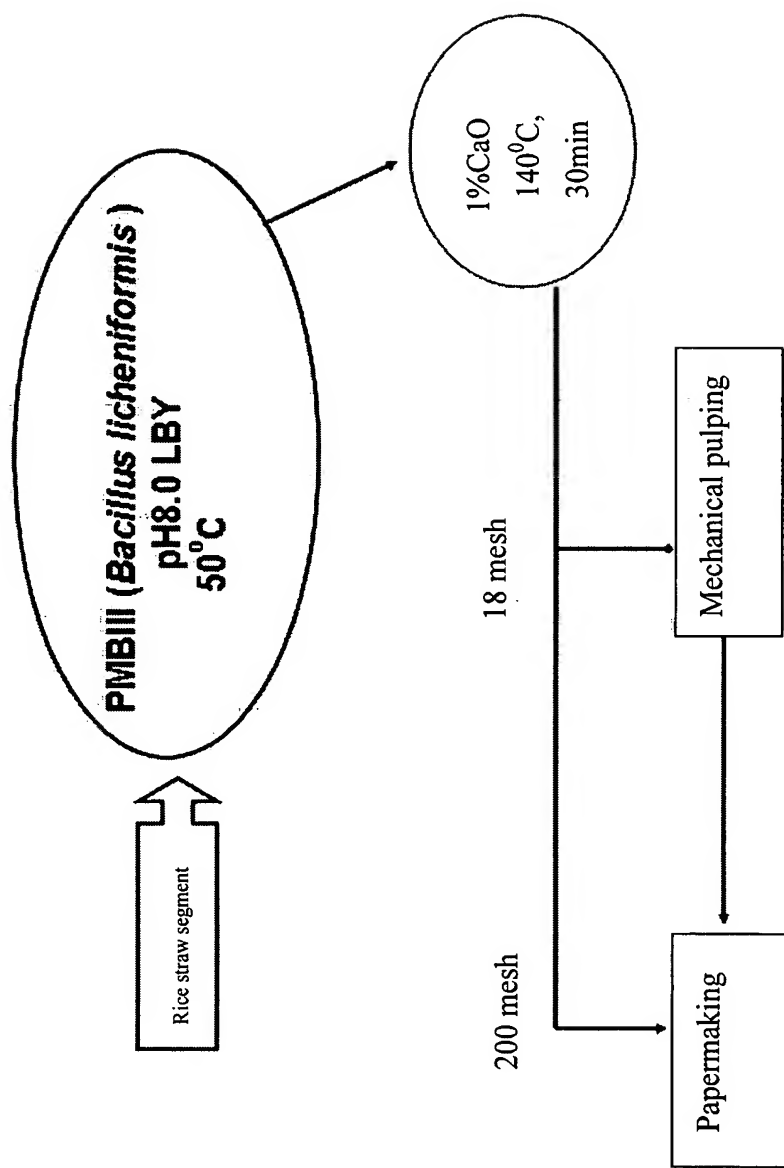 Rice straw segment
PMBIII (Bacillus licheniformis )
pH8.0 LBY
50⁰C
1%CaO
140⁰C,
30min
18 mesh
200 mesh
Mechanical pulping
Papermaking